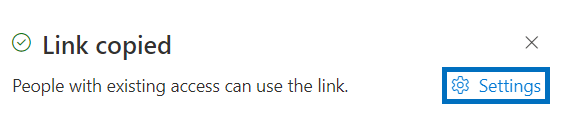 Link copied
People with existing access can use the link.
Settings